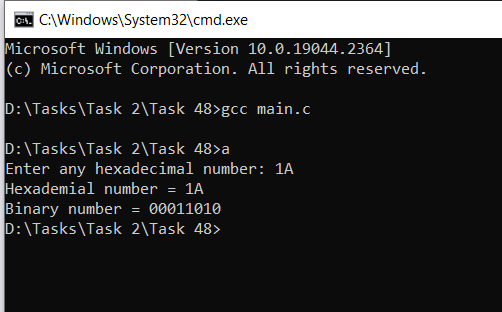 C:\Windows\System32\cmd.exe
Microsoft Windows [Version 10.0.19044.2364]
(c) Microsoft Corporation. All rights reserved.
D:\Tasks\Task 2\Task 48>gcc main.c
D:\Tasks\Task 2\Task 48>a
Enter any hexadecimal number: 1A
Hexademial number = 1A
Binary number = 00011010
D:\Tasks\Task 2\Task 48>